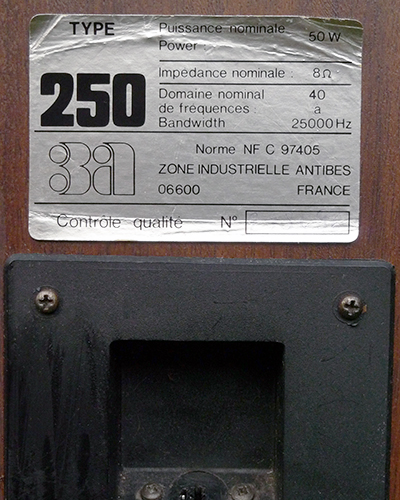 TYPE
250
Puissance nominale 50 W
Power
Impédance nominale : 8Ω
Domaine nominal 40
de fréquences : a
Bandwidth 25000 Hz
3a
Norme NF C 97405
ZONE INDUSTRIELLE ANTIBES
06600 FRANCE
Contrôle qualité N°